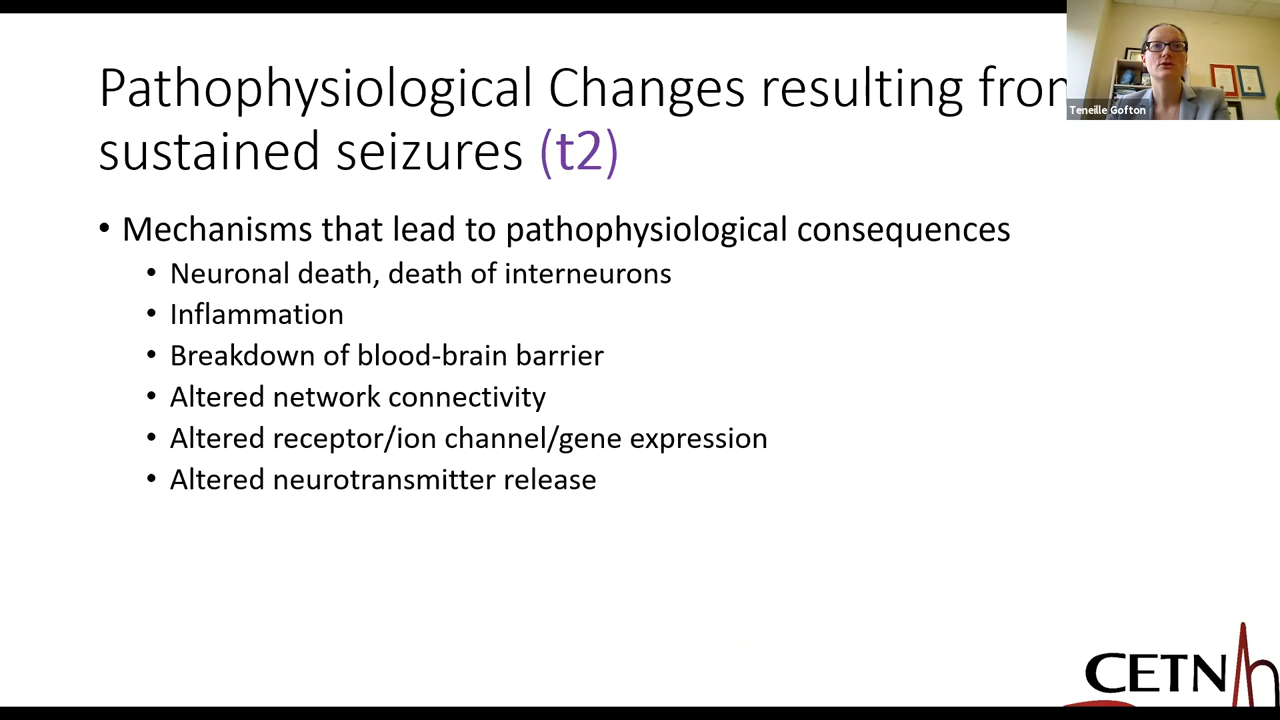 Pathophysiological Changes resulting from
sustained seizures (t2)
Teneille Gofton
• Mechanisms that lead to pathophysiological consequences
• Neuronal death, death of interneurons
• Inflammation
• Breakdown of blood-brain barrier
• Altered network connectivity
• Altered receptor/ion channel/gene expression
• Altered neurotransmitter release
CETN